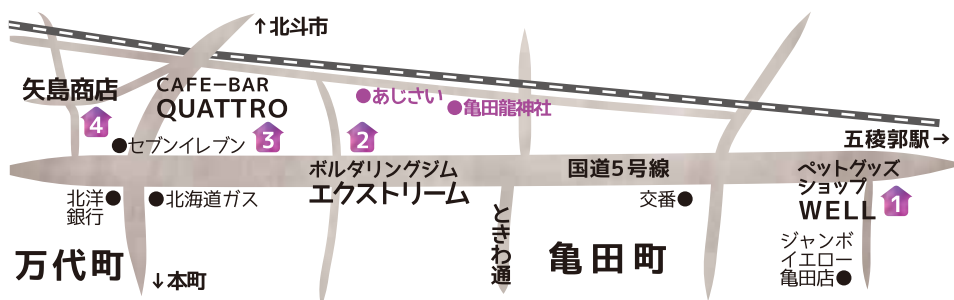 ↑北斗市
矢島商店
4
CAFE−BAR
QUATTRO
3
2
●あじさい
●亀田龍神社
五稜郭駅→
●セブンイレブン
ボルダリングジム
エクストリーム
国道5号線
ペットグッズ
ショップ
WELL
1
北洋●
銀行
●北海道ガス
交番●
ときわ通
万代町
↓本町
亀田町
ジャンボ
イエロー
亀田店●